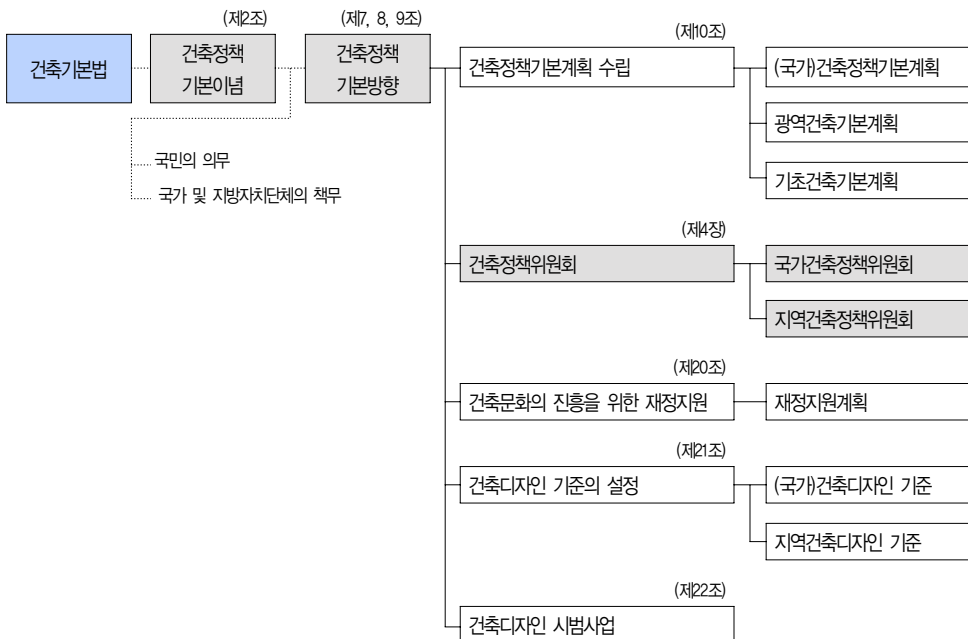 (제2조)
(제7, 8, 9조)
(제10조)
건축기본법
건축정책
기본이념
건축정책
기본방향
건축정책기본계획 수립
(국가)건축정책기본계획
광역건축기본계획
기초건축기본계획
국민의 의무
국가 및 지방자치단체의 책무
(제4장)
건축정책위원회
국가건축정책위원회
지역건축정책위원회
(제20조)
건축문화의 진흥을 위한 재정지원
재정지원계획
(제21조)
건축디자인 기준의 설정
(국가)건축디자인 기준
지역건축디자인 기준
(제22조)
건축디자인 시범사업